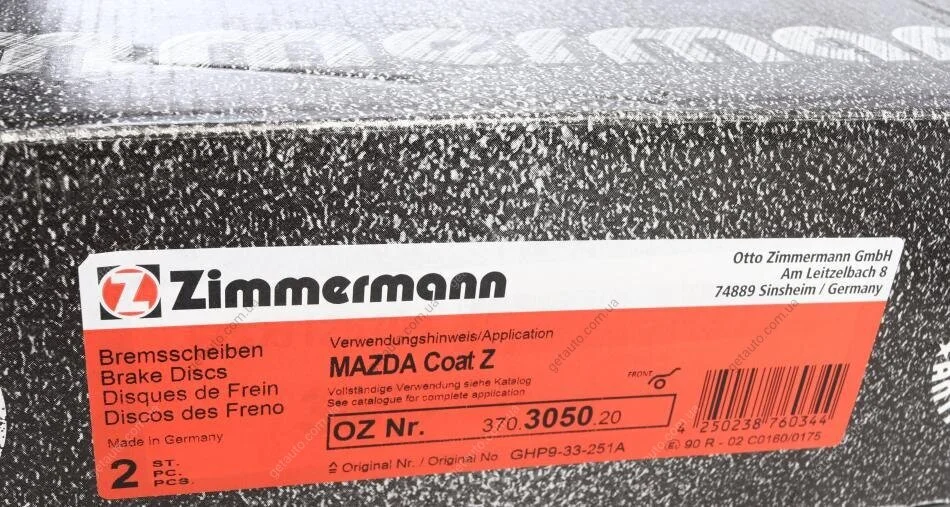 Zimmermann
Otto Zimmermann GmbH
Am Leitzelbach 8
74889 Sinsheim / Germany
Bremsscheiben
Brake Discs
Disques de Frein
Discos des Freno
Made in Germany
2 ST.
PC.
PCS.
Verwendungshinweis/Application
MAZDA Coat Z
Vollständige Verwendung siehe Katalog
See catalogue for complete application
FRONT
OZ Nr. 370.3050.20
Original Nr. / Original No GHP9-33-251A
4 250238 760344
90 R - 02 C0160/0175
getauto.com.ua